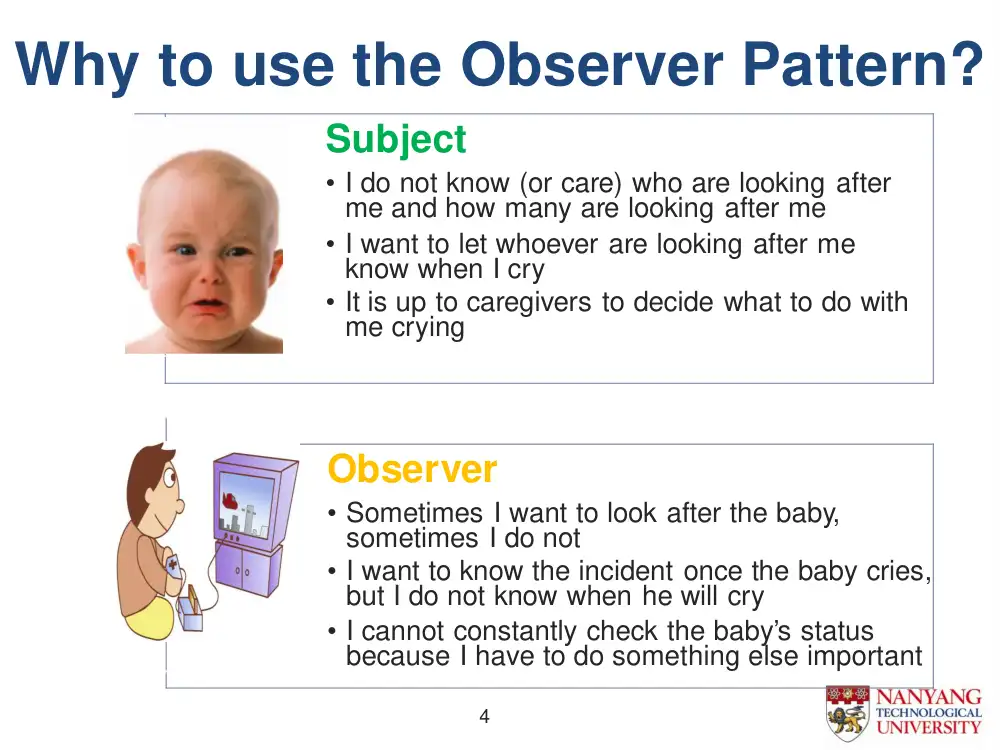 Why to use the Observer Pattern?
Subject
• I do not know (or care) who are looking after
me and how many are looking after me
• I want to let whoever are looking after me
know when I cry
• It is up to caregivers to decide what to do with
me crying
Observer
• Sometimes I want to look after the baby,
sometimes I do not
• I want to know the incident once the baby cries,
but I do not know when he will cry
• I cannot constantly check the baby's status
because I have to do something else important
4
NANYANG
TECHNOLOGICAL
UNIVERSITY